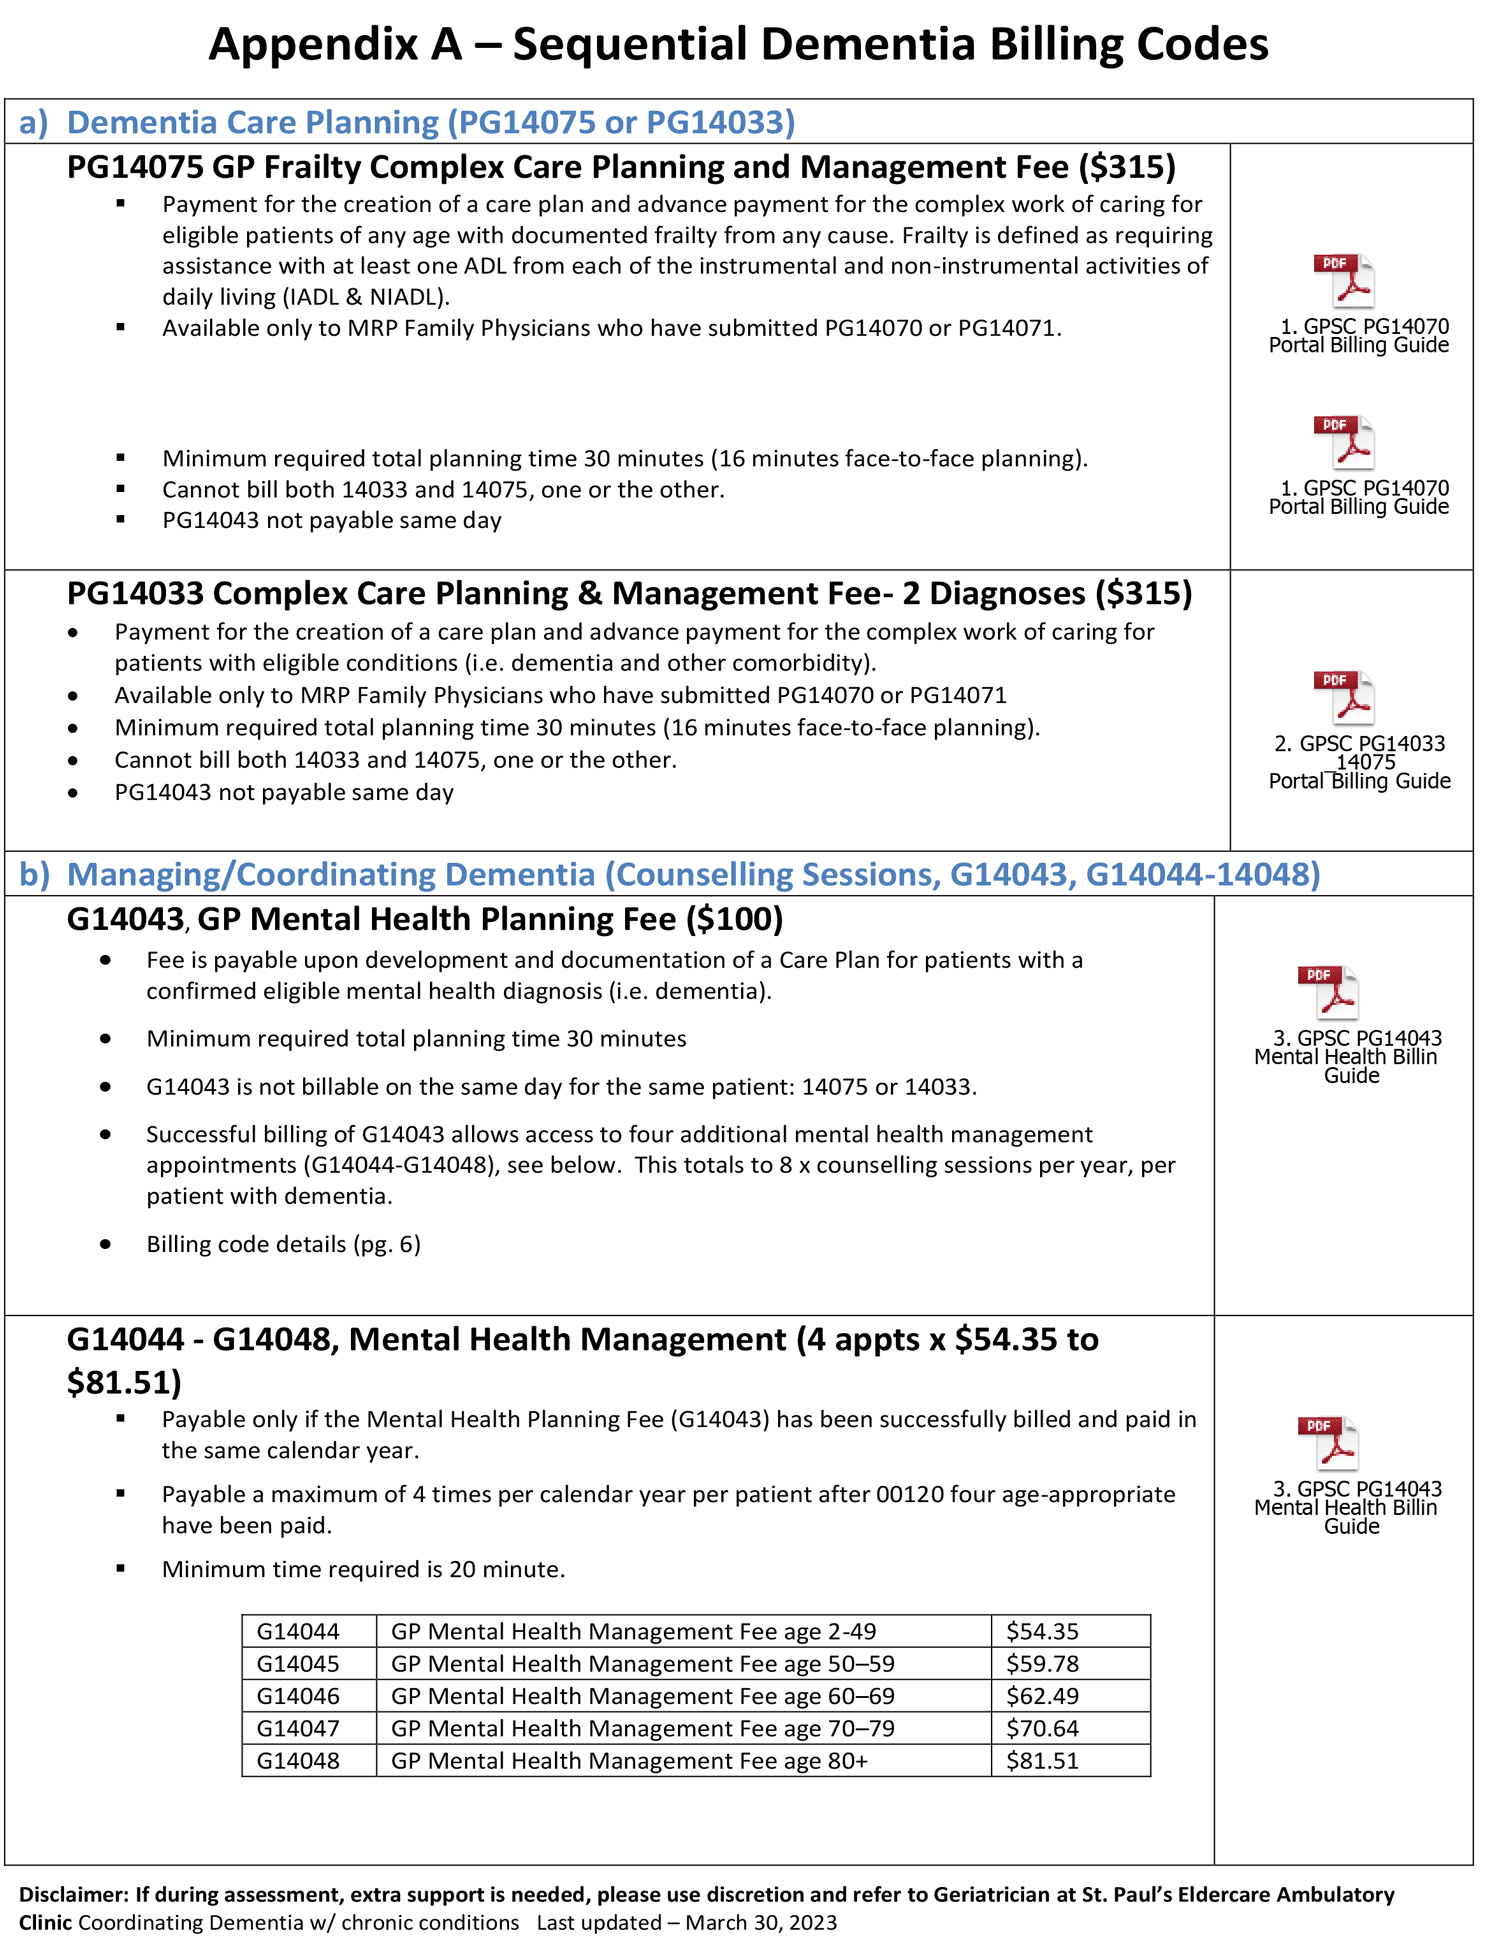 Appendix A – Sequential Dementia Billing Codes
a) Dementia Care Planning (PG14075 or PG14033)
PG14075 GP Frailty Complex Care Planning and Management Fee ($315)
▪ Payment for the creation of a care plan and advance payment for the complex work of caring for
eligible patients of any age with documented frailty from any cause. Frailty is defined as requiring
assistance with at least one ADL from each of the instrumental and non-instrumental activities of
daily living (IADL & NIADL).
▪ Available only to MRP Family Physicians who have submitted PG14070 or PG14071.
▪ Minimum required total planning time 30 minutes (16 minutes face-to-face planning).
▪ Cannot bill both 14033 and 14075, one or the other.
▪ PG14043 not payable same day
PDF
1. GPSC PG14070
Portal Billing Guide
PDF
1. GPSC PG14070
Portal Billing Guide
PG14033 Complex Care Planning & Management Fee- 2 Diagnoses ($315)
• Payment for the creation of a care plan and advance payment for the complex work of caring for
patients with eligible conditions (i.e. dementia and other comorbidity).
• Available only to MRP Family Physicians who have submitted PG14070 or PG14071
• Minimum required total planning time 30 minutes (16 minutes face-to-face planning).
• Cannot bill both 14033 and 14075, one or the other.
• PG14043 not payable same day
PDF
2. GPSC PG14033
_14075
Portal Billing Guide
b) Managing/Coordinating Dementia (Counselling Sessions, G14043, G14044-14048)
G14043, GP Mental Health Planning Fee ($100)
• Fee is payable upon development and documentation of a Care Plan for patients with a
confirmed eligible mental health diagnosis (i.e. dementia).
• Minimum required total planning time 30 minutes
• G14043 is not billable on the same day for the same patient: 14075 or 14033.
• Successful billing of G14043 allows access to four additional mental health management
appointments (G14044-G14048), see below.  This totals to 8 x counselling sessions per year, per
patient with dementia.
• Billing code details (pg. 6)
PDF
3. GPSC PG14043
Mental Health Billin
Guide
G14044 - G14048, Mental Health Management (4 appts x $54.35 to
$81.51)
▪ Payable only if the Mental Health Planning Fee (G14043) has been successfully billed and paid in
the same calendar year.
▪ Payable a maximum of 4 times per calendar year per patient after 00120 four age-appropriate
have been paid.
▪ Minimum time required is 20 minute.
PDF
3. GPSC PG14043
Mental Health Billin
Guide
G14044 GP Mental Health Management Fee age 2-49 $54.35
G14045 GP Mental Health Management Fee age 50–59 $59.78
G14046 GP Mental Health Management Fee age 60–69 $62.49
G14047 GP Mental Health Management Fee age 70–79 $70.64
G14048 GP Mental Health Management Fee age 80+ $81.51
Disclaimer: If during assessment, extra support is needed, please use discretion and refer to Geriatrician at St. Paul’s Eldercare Ambulatory
Clinic Coordinating Dementia w/ chronic conditions   Last updated – March 30, 2023